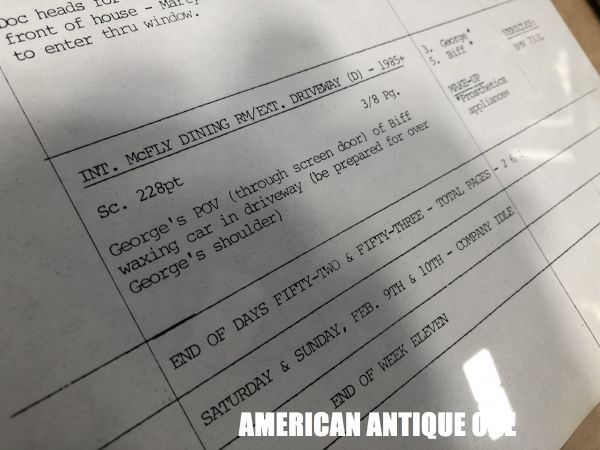 Doc heads
front of house - Marty
to enter thru window.
INT. McFLY DINING RM/EXT. DRIVEWAY (D) - 1985+
Sc. 228pt
3/8 Pg.
George's POV (through screen door) of Biff
waxing car in driveway (be prepared for over
George's shoulder)
3. George*
5. Biff *
MAKE-UP
*Prosthetics
appliances
VEHICLES:
BMW
END OF DAYS FIFTY-TWO & FIFTY-THREE - TOTAL PAGES - 2
SATURDAY & SUNDAY, FEB. 9TH & 10TH - COMPANY IDLE
END OF WEEK ELEVEN
AMERICAN ANTIQUE